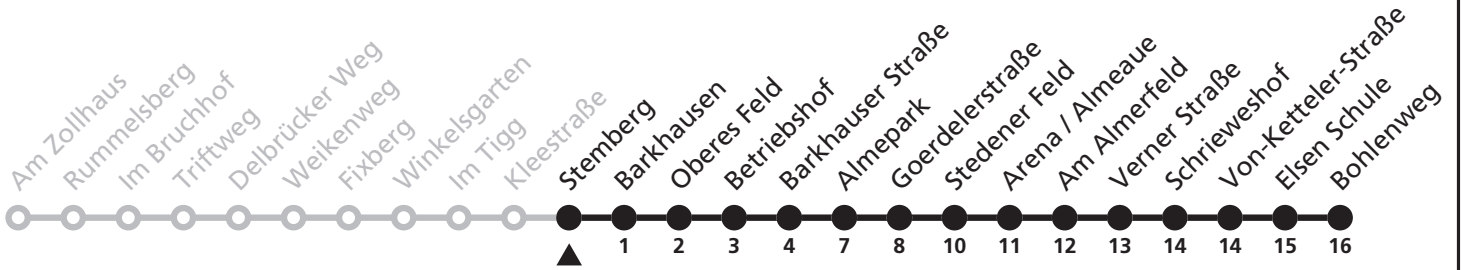 Am Zollhaus
Rummelsberg
Im Bruchhof
Triftweg
Delbrücker Weg
Weikenweg
Fixberg
Winkelsgarten
Im Tigg
Kleestraße
Stemberg
Barkhausen
Oberes Feld
Betriebshof
Barkhauser Straße
Almepark
Goerdelerstraße
Stedener Feld
Arena / Almeaue
Am Almerfeld
Verner Straße
Schrieweshof
Von-Ketteler-Straße
Elsen Schule
Bohlenweg
1 2 3 4 7 8 10 11 12 13 14 14 15 16